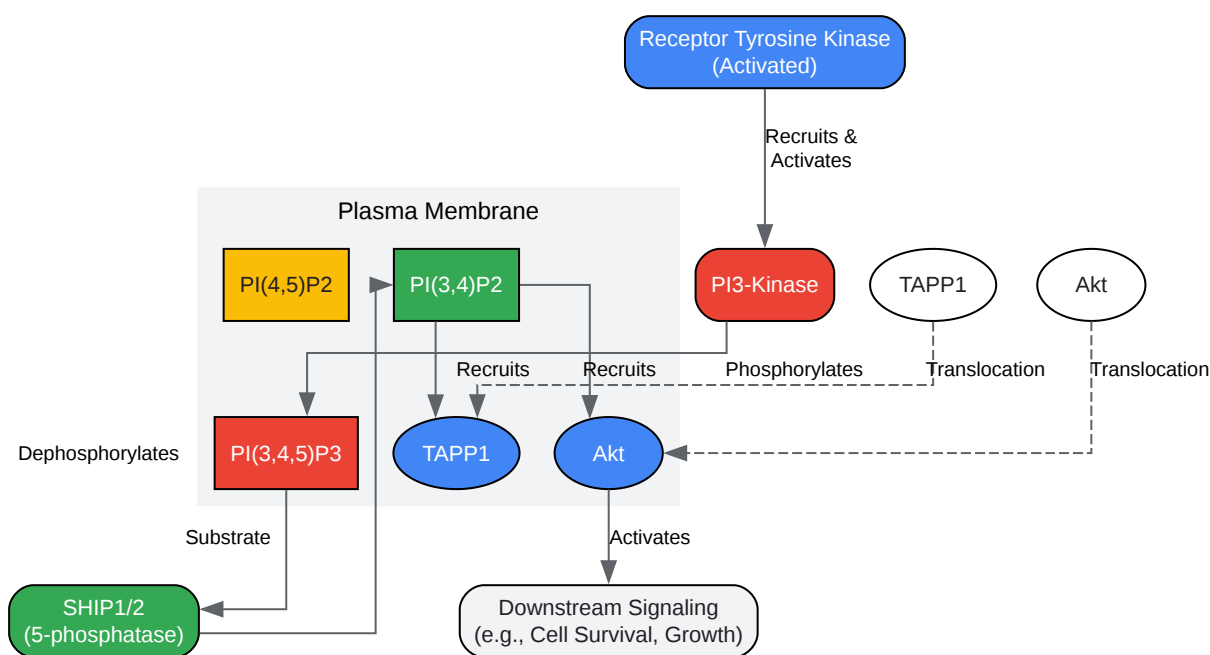 Receptor Tyrosine Kinase
(Activated)
Recruits &
Activates
Plasma Membrane
PI(4,5)P2
PI(3,4)P2
PI3-Kinase
TAPP1
Akt
Recruits
Recruits
Phosphorylates
Translocation
Translocation
Dephosphorylates
PI(3,4,5)P3
TAPP1
Akt
Substrate
Activates
SHIP1/2
(5-phosphatase)
Downstream Signaling
(e.g., Cell Survival, Growth)